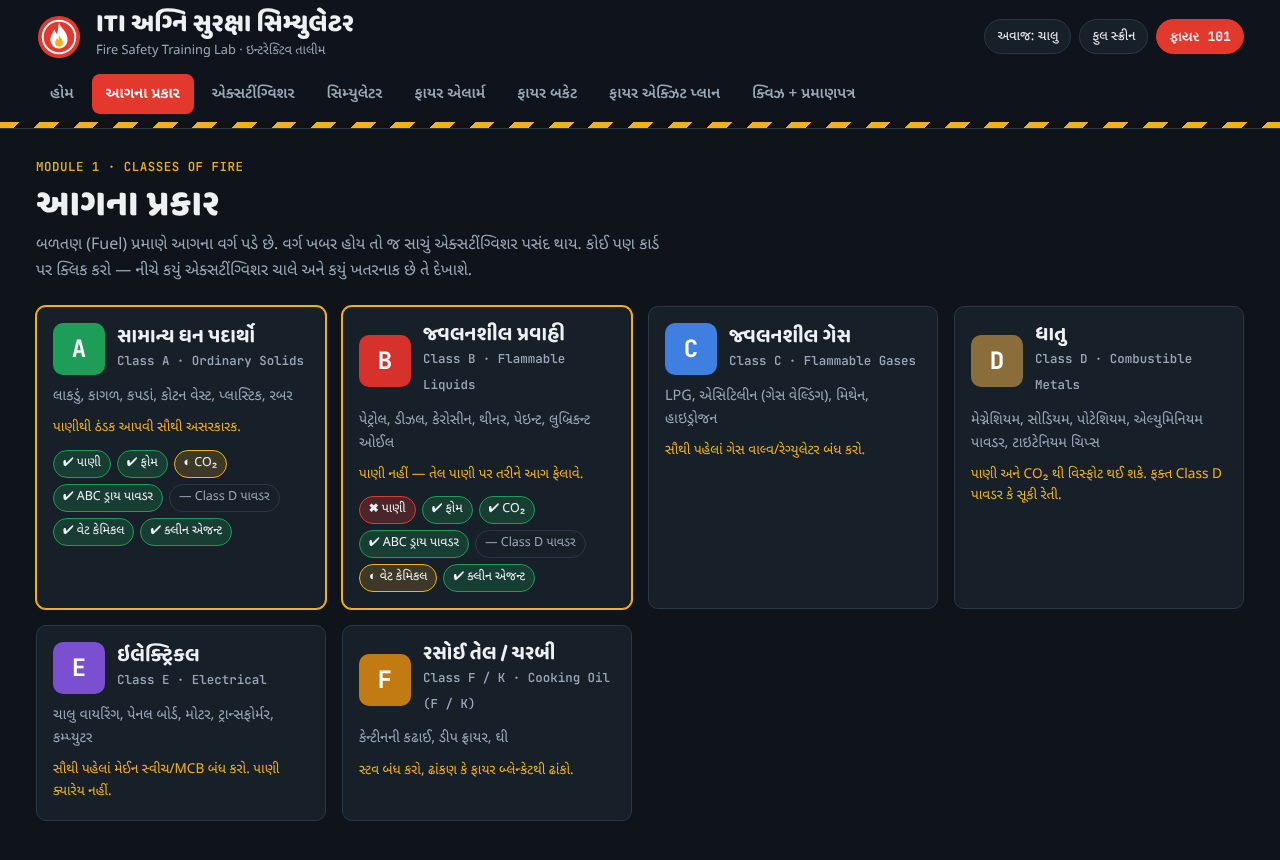 ITI અગ્નિ સુરક્ષા સિમ્યુલેટર
Fire Safety Training Lab · ઇન્ટરેક્ટિવ તાલીમ
અવાજ: ચાલુ
ફુલ સ્ક્રીન
ફાયર 101
હોમ
આગના પ્રકાર
એક્સટીંગ્વિશર
સિમ્યુલેટર
ફાયર એલાર્મ
ફાયર બકેટ
ફાયર એક્ઝિટ પ્લાન
ક્વિઝ + પ્રમાણપત્ર
MODULE 1 · CLASSES OF FIRE
આગના પ્રકાર
બળતણ (Fuel) પ્રમાણે આગના વર્ગ પડે છે. વર્ગ ખબર હોય તો જ સાચું એક્સટીંગ્વિશર પસંદ થાય. કોઈ પણ કાર્ડ
પર ક્લિક કરો — નીચે કયું એક્સટીંગ્વિશર ચાલે અને કયું ખતરનાક છે તે દેખાશે.
A
સામાન્ય ઘન પદાર્થો
Class A · Ordinary Solids
લાકડું, કાગળ, કપડાં, કોટન વેસ્ટ, પ્લાસ્ટિક, રબર
પાણીથી ઠંડક આપવી સૌથી અસરકારક.
✔ પાણી
✔ ફોમ
◐ CO₂
✔ ABC ડ્રાય પાવડર
— Class D પાવડર
✔ વેટ કેમિકલ
✔ ક્લીન એજન્ટ
B
જ્વલનશીલ પ્રવાહી
Class B · Flammable
Liquids
પેટ્રોલ, ડીઝલ, કેરોસીન, થીનર, પેઇન્ટ, લુબ્રિકન્ટ
ઓઈલ
પાણી નહીં — તેલ પાણી પર તરીને આગ ફેલાવે.
✖ પાણી
✔ ફોમ
✔ CO₂
✔ ABC ડ્રાય પાવડર
— Class D પાવડર
◐ વેટ કેમિકલ
✔ ક્લીન એજન્ટ
C
જ્વલનશીલ ગેસ
Class C · Flammable Gases
LPG, એસિટિલીન (ગેસ વેલ્ડિંગ), મિથેન,
હાઇડ્રોજન
સૌથી પહેલાં ગેસ વાલ્વ/રેગ્યુલેટર બંધ કરો.
D
ધાતુ
Class D · Combustible
Metals
મેગ્નેશિયમ, સોડિયમ, પોટેશિયમ, એલ્યુમિનિયમ
પાવડર, ટાઇટેનિયમ ચિપ્સ
પાણી અને CO₂ થી વિસ્ફોટ થઈ શકે. ફક્ત Class D
પાવડર કે સૂકી રેતી.
E
ઇલેક્ટ્રિકલ
Class E · Electrical
ચાલુ વાયરિંગ, પેનલ બોર્ડ, મોટર, ટ્રાન્સફોર્મર,
કમ્પ્યુટર
સૌથી પહેલાં મેઈન સ્વીચ/MCB બંધ કરો. પાણી
ક્યારેય નહીં.
F
રસોઈ તેલ / ચરબી
Class F / K · Cooking Oil
(F / K)
કેન્ટીનની કઢાઈ, ડીપ ફ્રાયર, ઘી
સ્ટવ બંધ કરો, ઢાંકણ કે ફાયર બ્લેન્કેટથી ઢાંકો.